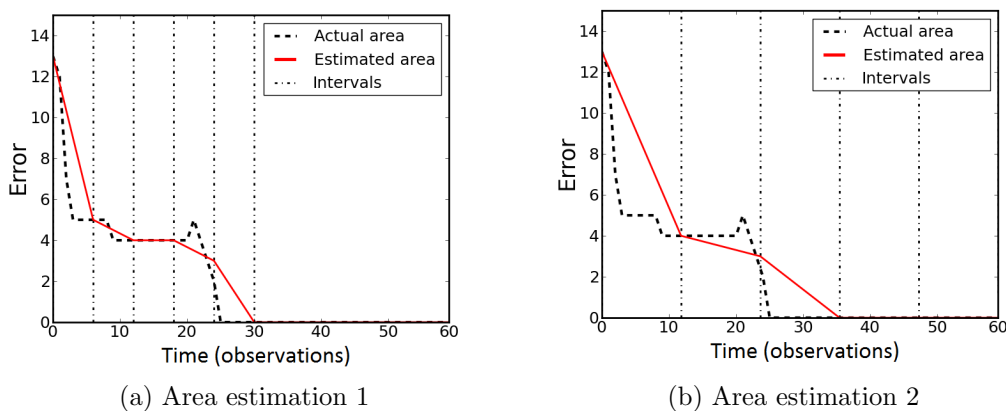 14
12
10
8
6
4
2
0
Error
0 10 20 30 40 50 60
Time (observations)
Actual area
Estimated area
Intervals
(a) Area estimation 1
14
12
10
8
6
4
2
0
Error
0 10 20 30 40 50 60
Time (observations)
Actual area
Estimated area
Intervals
(b) Area estimation 2